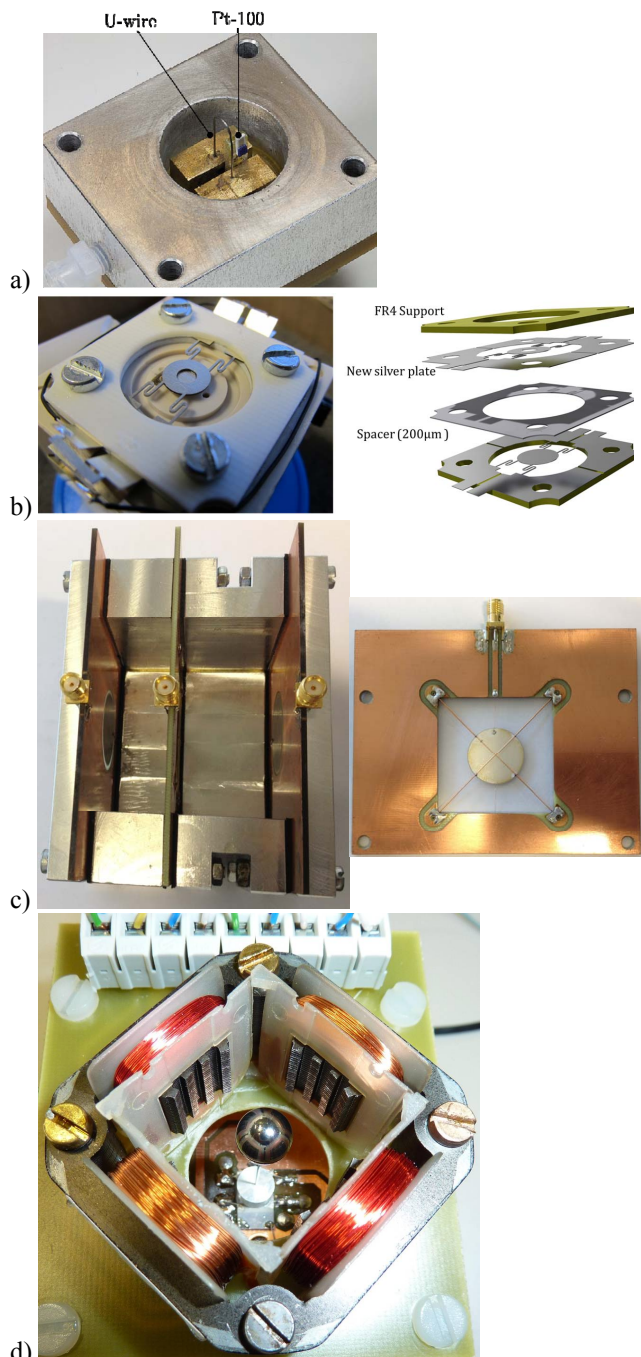 U-wire
Pt-100
a)
FR4 Support
New silver plate
Spacer (200μm )
b)
c)
d)